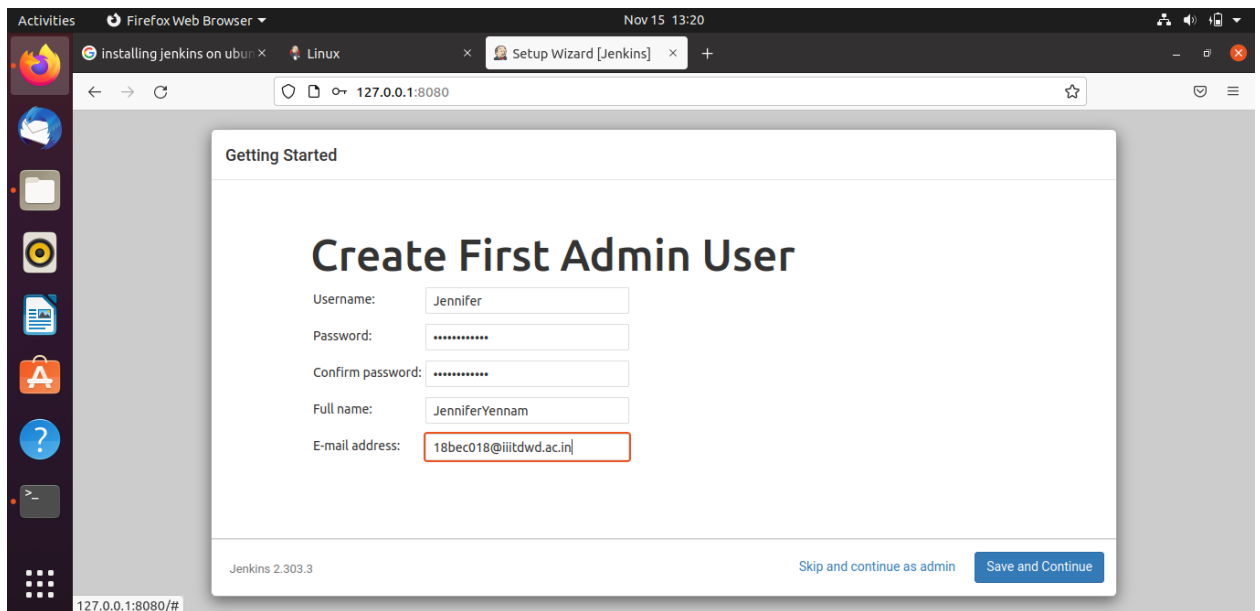 Activities Firefox Web Browser Nov 15 13:20
installing jenkins on ubun Linux Setup Wizard [Jenkins]
127.0.0.1:8080
Getting Started
Create First Admin User
Username: Jennifer
Password: ••••••••••••
Confirm password: ••••••••••••
Full name: JenniferYennam
E-mail address: 18bec018@iiitdwd.ac.in
Jenkins 2.303.3 Skip and continue as admin Save and Continue
127.0.0.1:8080/#